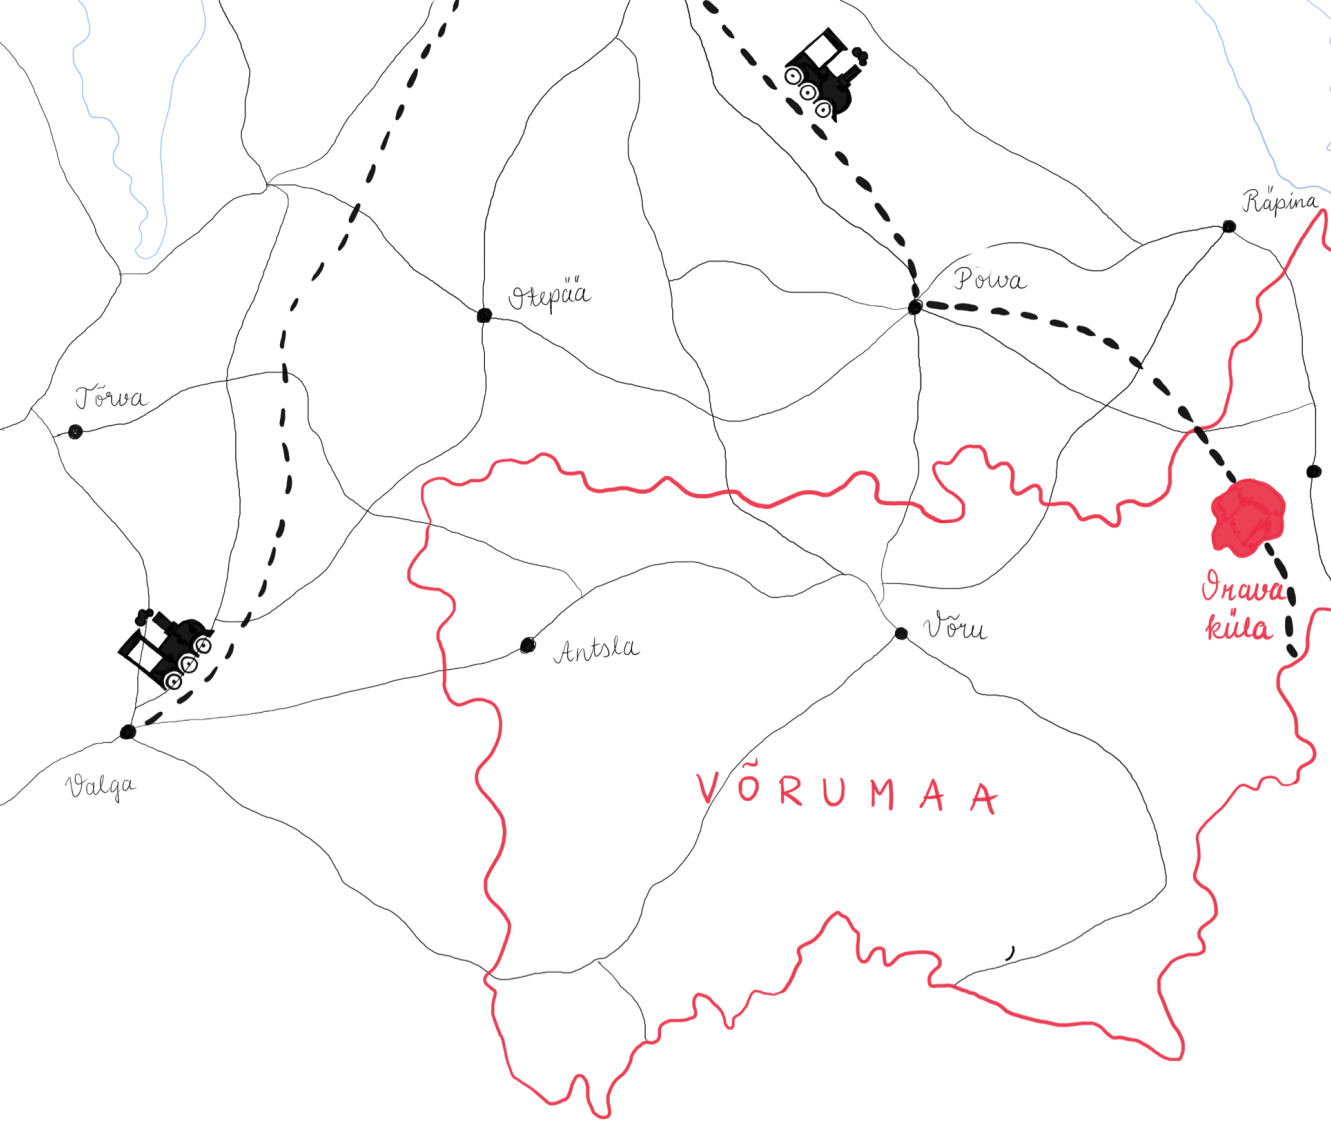 Räpina
Põlva
Otepää
Tõrva
Orava
küla
Võru
Antsla
Valga
VÕRUMAA